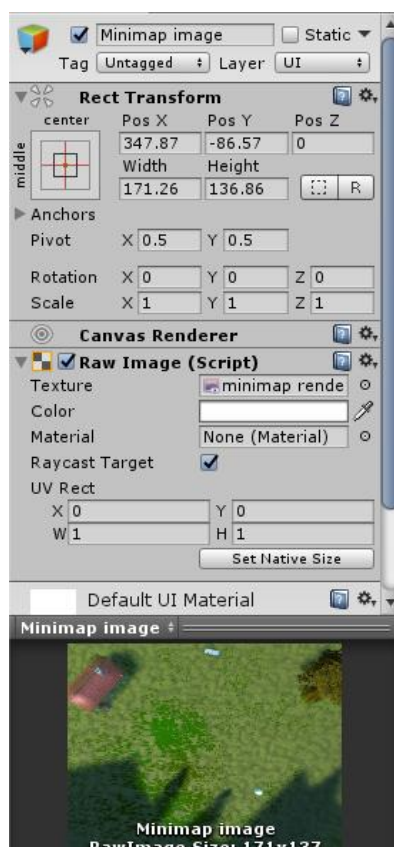 Minimap image Static
Tag Untagged Layer UI
Rect Transform
center Pos X Pos Y Pos Z
347.87 -86.57 0
middle
Width Height
171.26 136.86 R
Anchors
Pivot X 0.5 Y 0.5
Rotation X 0 Y 0 Z 0
Scale X 1 Y 1 Z 1
Canvas Renderer
Raw Image (Script)
Texture minimap rende
Color
Material None (Material)
Raycast Target
UV Rect
X 0 Y 0
W 1 H 1
Set Native Size
Default UI Material
Minimap image
Minimap image
RawImage Size: 171x137